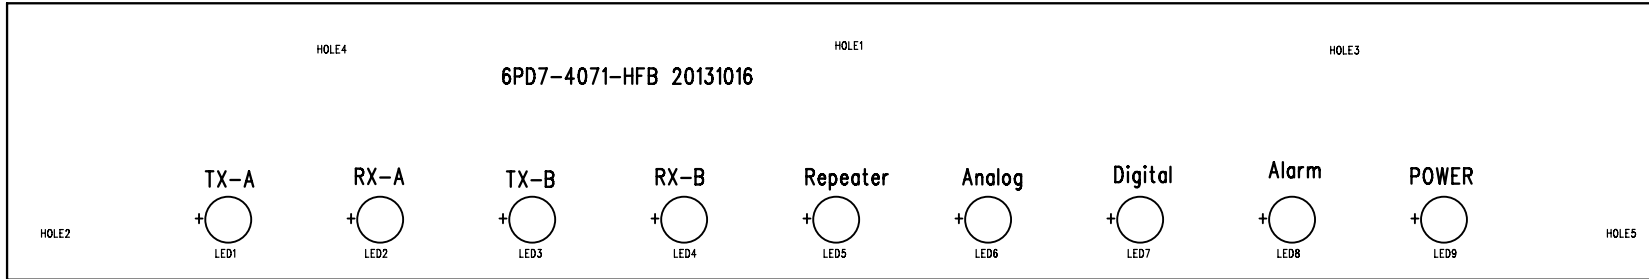 HOLE4 HOLE1 HOLE3
6PD7-4071-HFB 20131016
TX-A RX-A TX-B RX-B Repeater Analog Digital Alarm POWER
+ + + + + + + + +
HOLE2 HOLE5
LED1 LED2 LED3 LED4 LED5 LED6 LED7 LED8 LED9